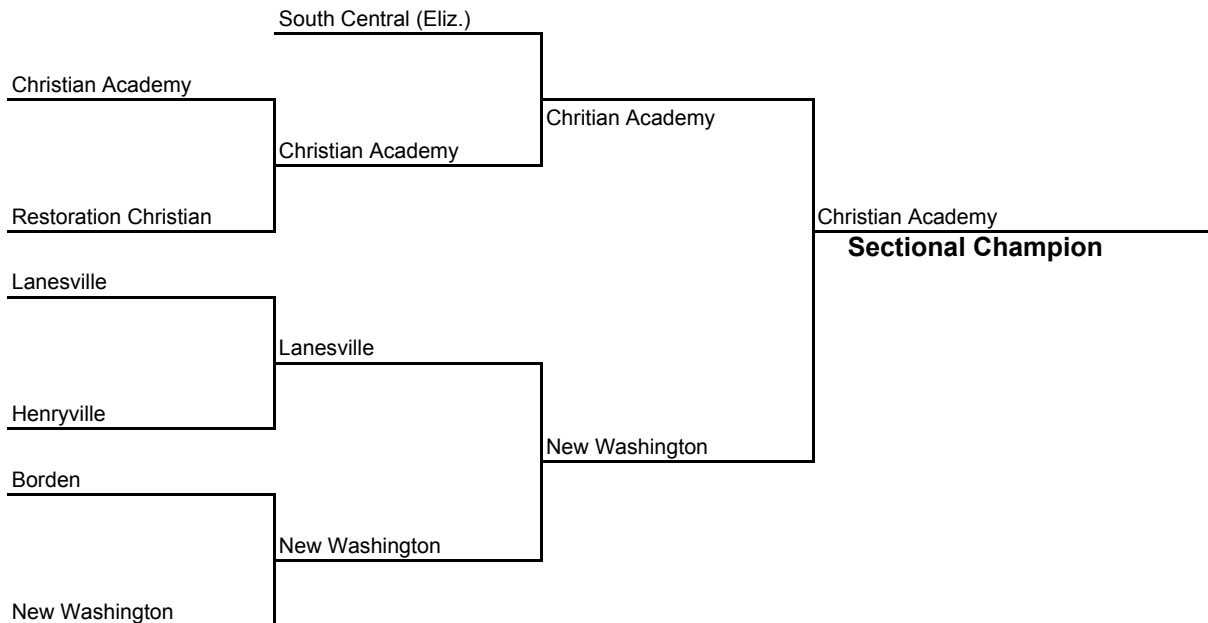 South Central (Eliz.)
Christian Academy
Chritian Academy
Christian Academy
Restoration Christian
Christian Academy
Sectional Champion
Lanesville
Lanesville
Henryville
New Washington
Borden
New Washington
New Washington